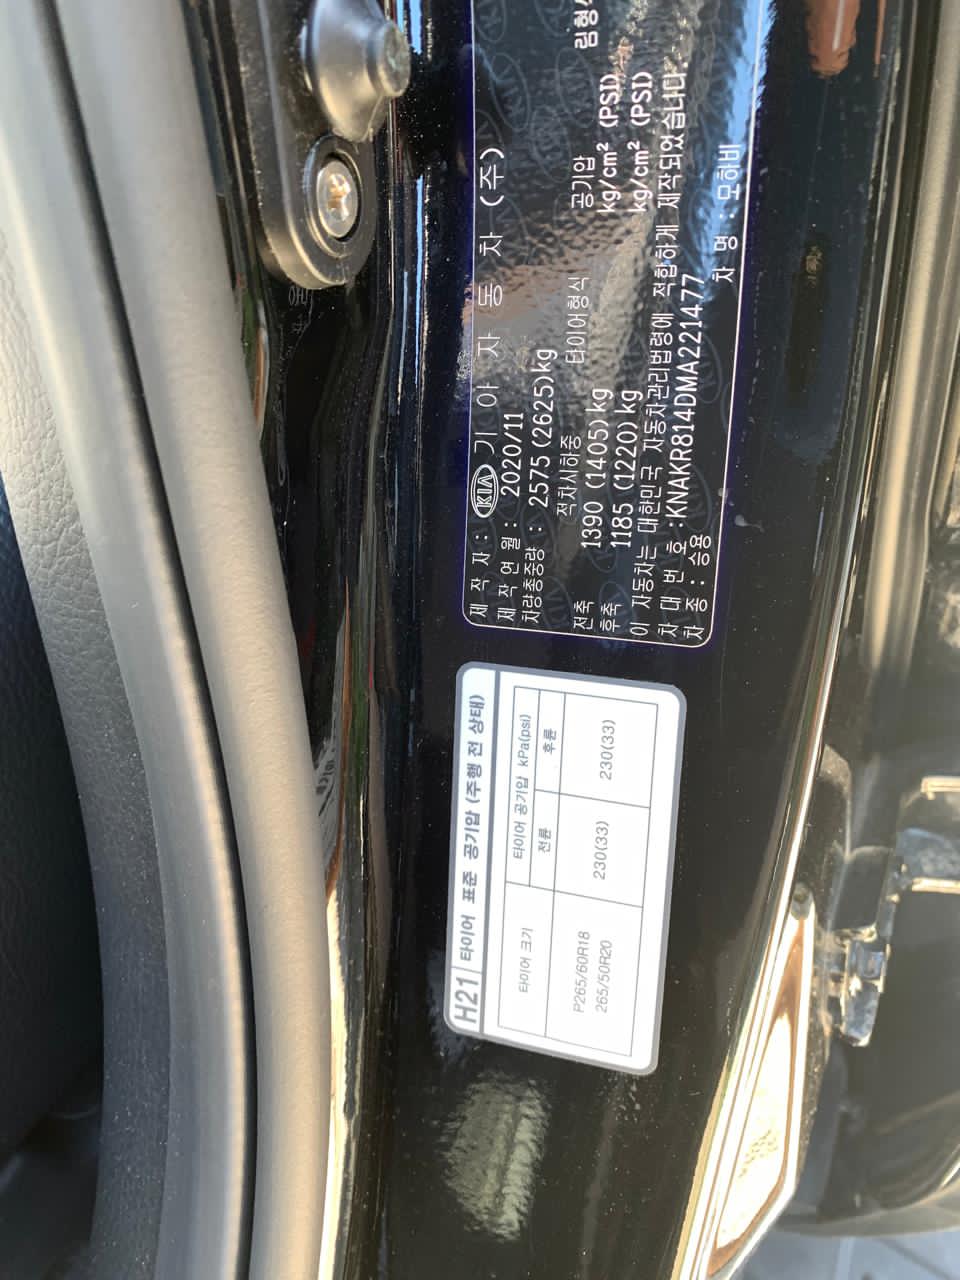 제 작 자 : KIA 기 아 자 동 차 (주)
제 작 연 월 : 2020/11
차량총중량 : 2575 (2625)kg
적차시하중 타이어형식 공기압
전축 1390 (1405) kg kg/cm² (PSI)
후축 1185 (1220) kg kg/cm² (PSI)
이 자동차는 대한민국 자동차관리법령에 적합하게 제작되었습니다.
차 대 번 호 :KNAKR814DMA221477
차 종 : 승용 차 명 : 모하비
H21 타이어 표준 공기압 (주행 전 상태)
타이어 크기 타이어 공기압 kPa(psi)
전륜 후륜
P265/60R18 230(33) 230(33)
265/50R20